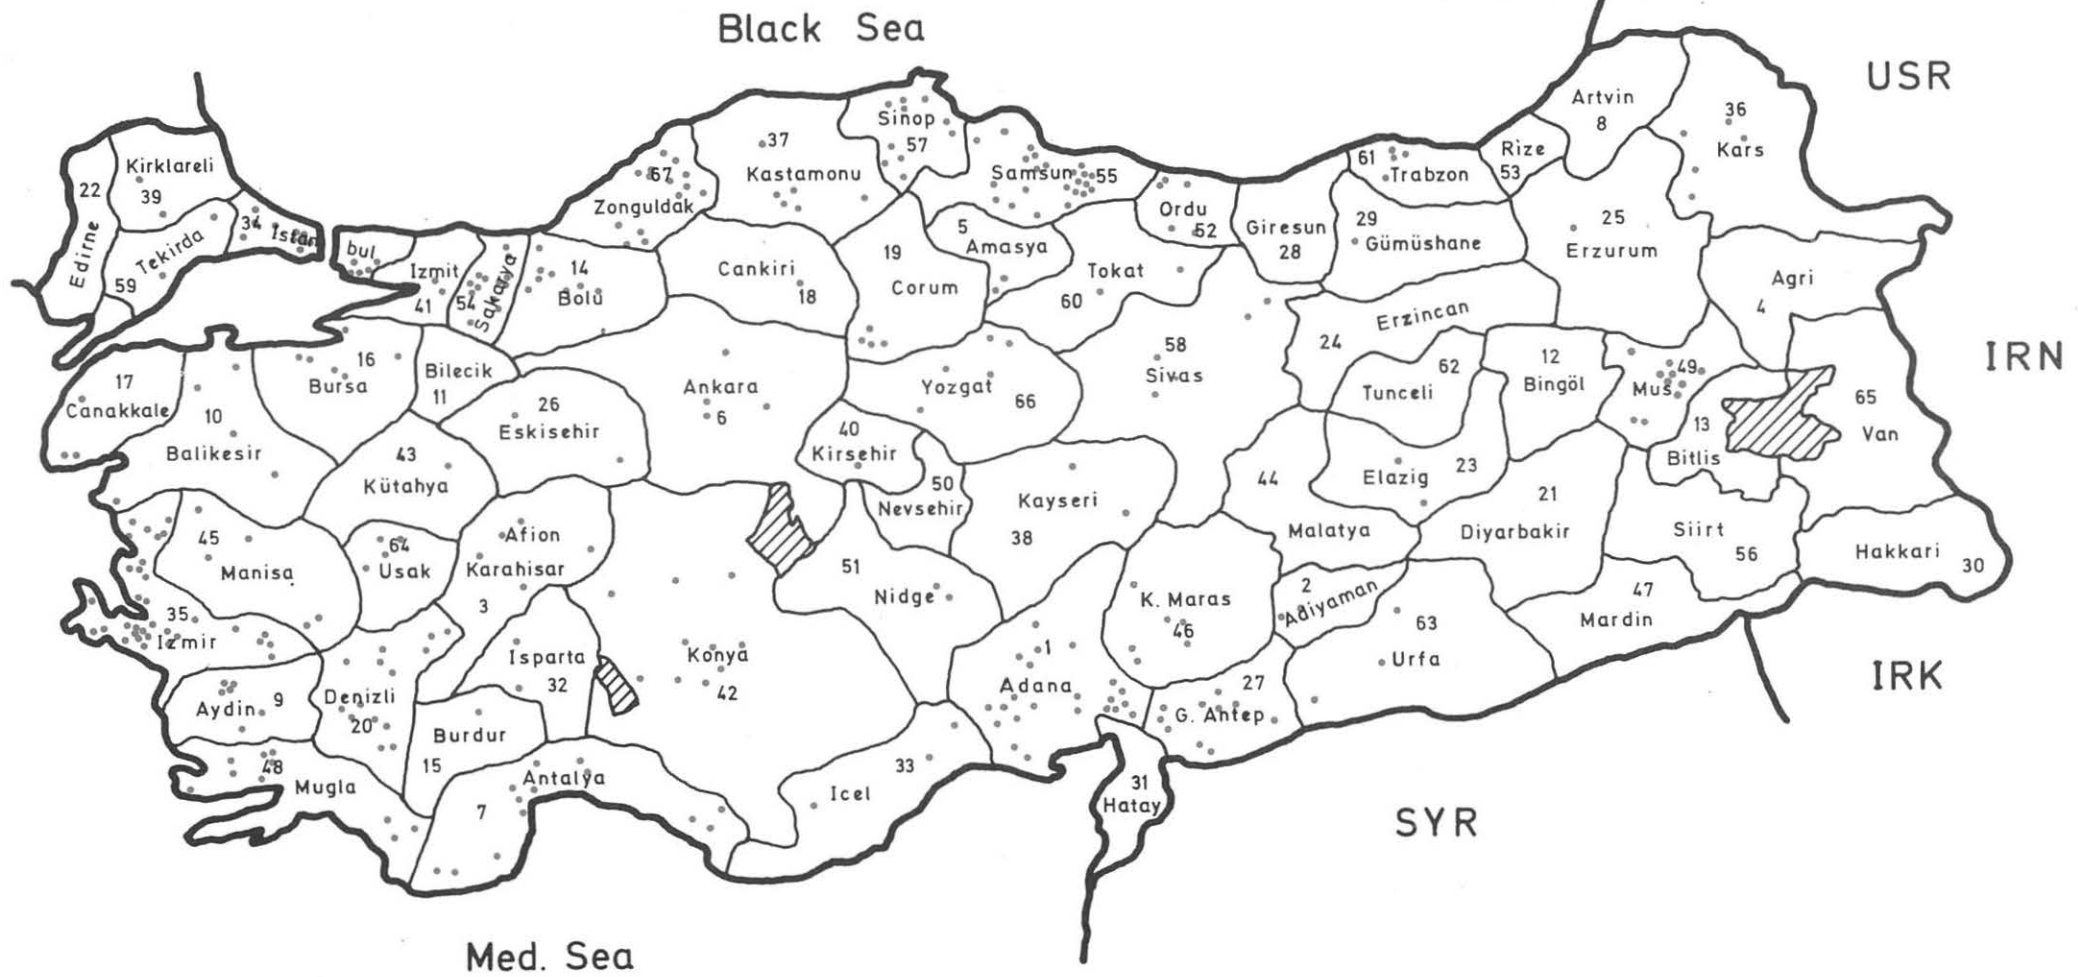 Black Sea
USR
Artvin
8
36
Kars
Sinop
57
37
Kastamonu
67
Zonguldak
Samsun 55
61
Trabzon
Rize
53
Kirklareli
39
22
Edirne
34 Istan
bul
59 Tekirda
Izmit
41
54 Sakarya
14
Bolu
Cankiri
18
19
Corum
5
Amasya
Tokat
60
Ordu
52
Giresun
28
29
Gümüshane
25
Erzurum
Agri
4
IRN
17
Canakkale
10
Balikesir
16
Bursa
Bilecik
11
26
Eskisehir
Ankara
6
Yozgat
66
58
Sivas
24
Erzincan
62
Tunceli
12
Bingöl
49
Mus
13
Bitlis
65
Van
43
Kütahya
40
Kirsehir
50
Nevsehir
Kayseri
38
44
Malatya
Elazig
23
21
Diyarbakir
Siirt
56
Hakkari
30
45
Manisa
64
Usak
Afion
Karahisar
3
51
Nidge
K. Maras
46
2
Adiyaman
63
Urfa
47
Mardin
IRK
35
Izmir
Aydin 9
Denizli
20
Isparta
32
Konya
42
1
Adana
27
G. Antep
48
Mugla
Burdur
15
7
Antalya
33
Icel
31
Hatay
SYR
Med. Sea